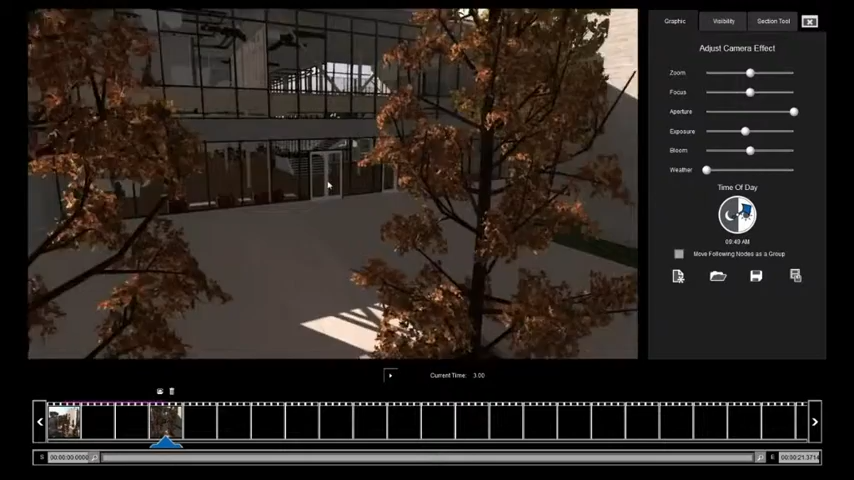 Graphic Visibility Section Tool
Adjust Camera Effect
Zoom
Focus
Aperture
Exposure
Bloom
Weather
Time Of Day
09:49 AM
Move Following Nodes as a Group
Current Time: 3.00
S 00:00:00.0000 E 00:00:21.3714